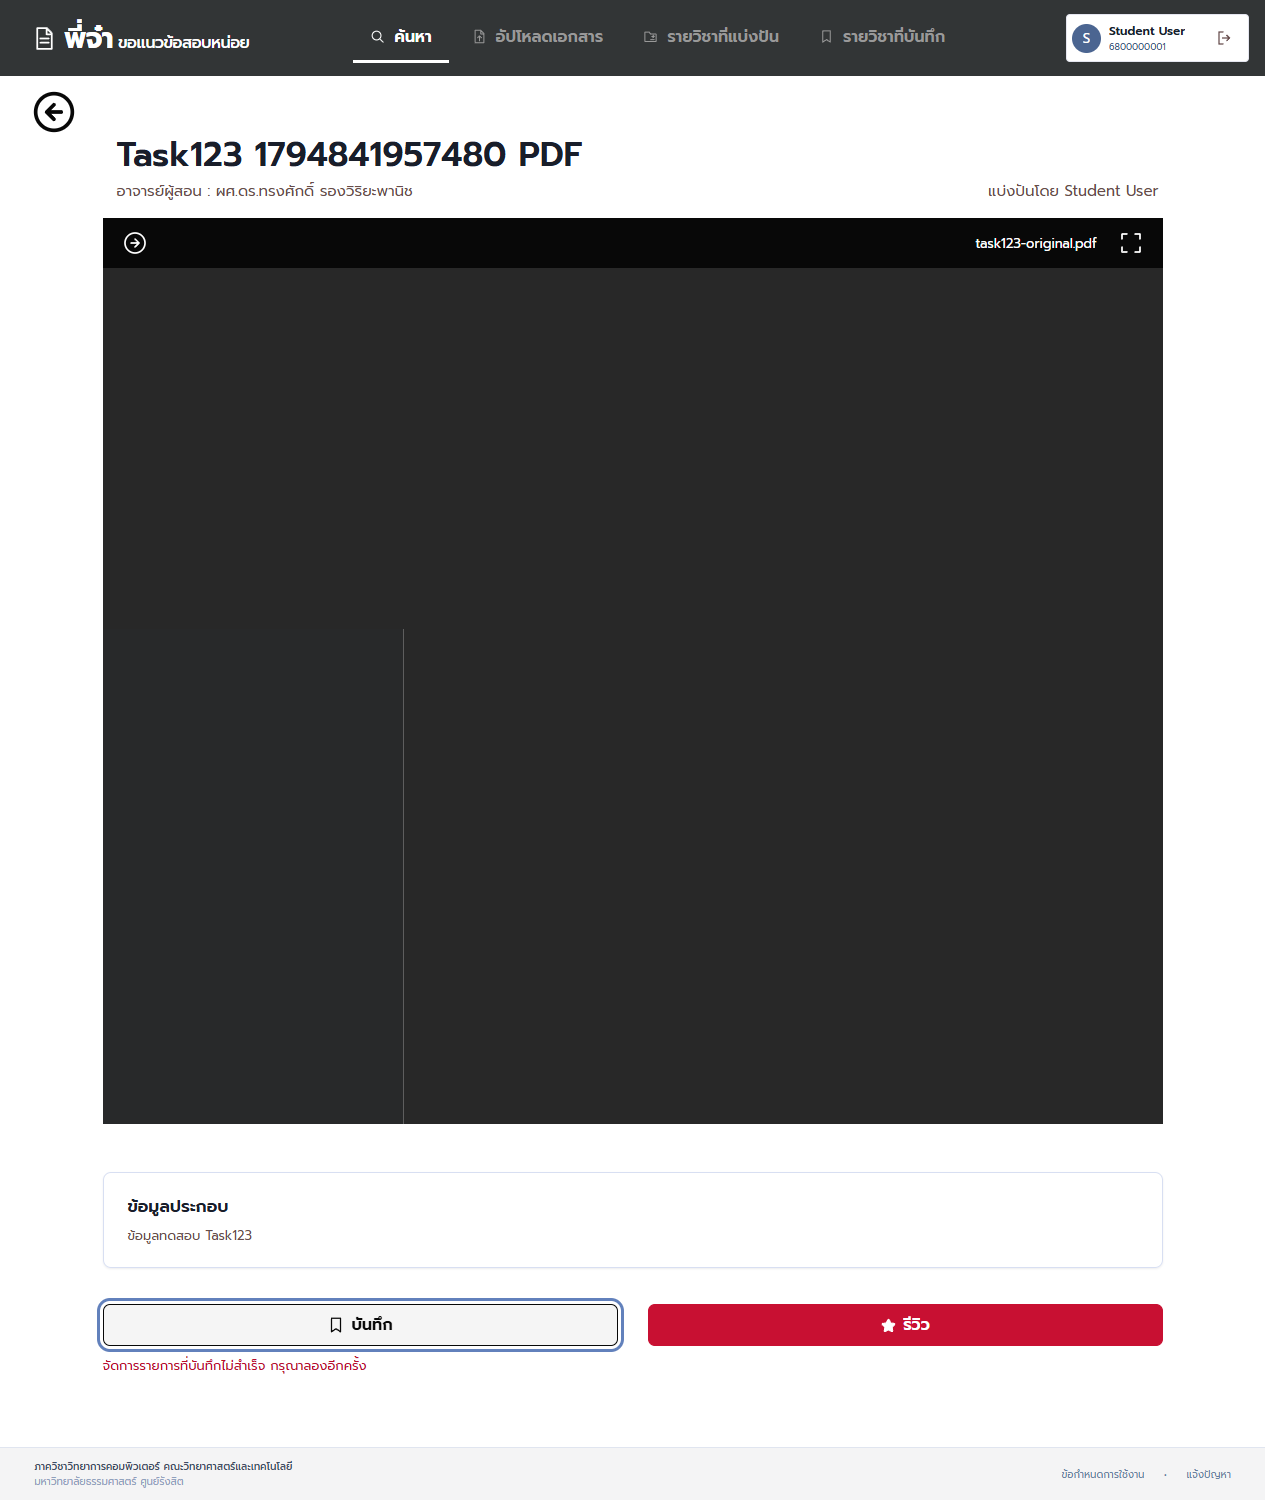 พี่จ๋า ขอแนวข้อสอบหน่อย
ค้นหา
อัปโหลดเอกสาร
รายวิชาที่แบ่งปัน
รายวิชาที่บันทึก
S
Student User
6800000001
Task123 1794841957480 PDF
อาจารย์ผู้สอน : ผศ.ดร.ทรงศักดิ์ รองวิริยะพานิช
แบ่งปันโดย Student User
task123-original.pdf
ข้อมูลประกอบ
ข้อมูลทดสอบ Task123
บันทึก
รีวิว
จัดการรายการที่บันทึกไม่สำเร็จ กรุณาลองอีกครั้ง
ภาควิชาวิทยาการคอมพิวเตอร์ คณะวิทยาศาสตร์และเทคโนโลยี
มหาวิทยาลัยธรรมศาสตร์ ศูนย์รังสิต
ข้อกำหนดการใช้งาน • แจ้งปัญหา